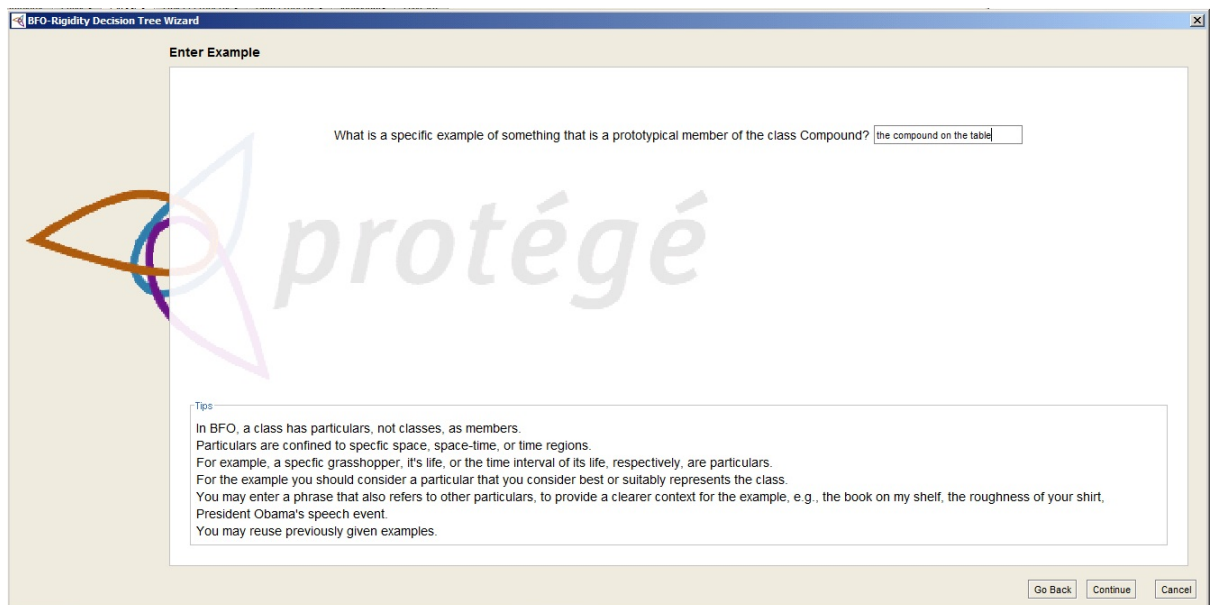 BFO-Rigidity Decision Tree Wizard
Enter Example
What is a specific example of something that is a prototypical member of the class Compound? the compound on the table
protégé
Tips
In BFO, a class has particulars, not classes, as members.
Particulars are confined to specfic space, space-time, or time regions.
For example, a specfic grasshopper, it's life, or the time interval of its life, respectively, are particulars.
For the example you should consider a particular that you consider best or suitably represents the class.
You may enter a phrase that also refers to other particulars, to provide a clearer context for the example, e.g., the book on my shelf, the roughness of your shirt,
President Obama's speech event.
You may reuse previously given examples.
Go Back Continue Cancel